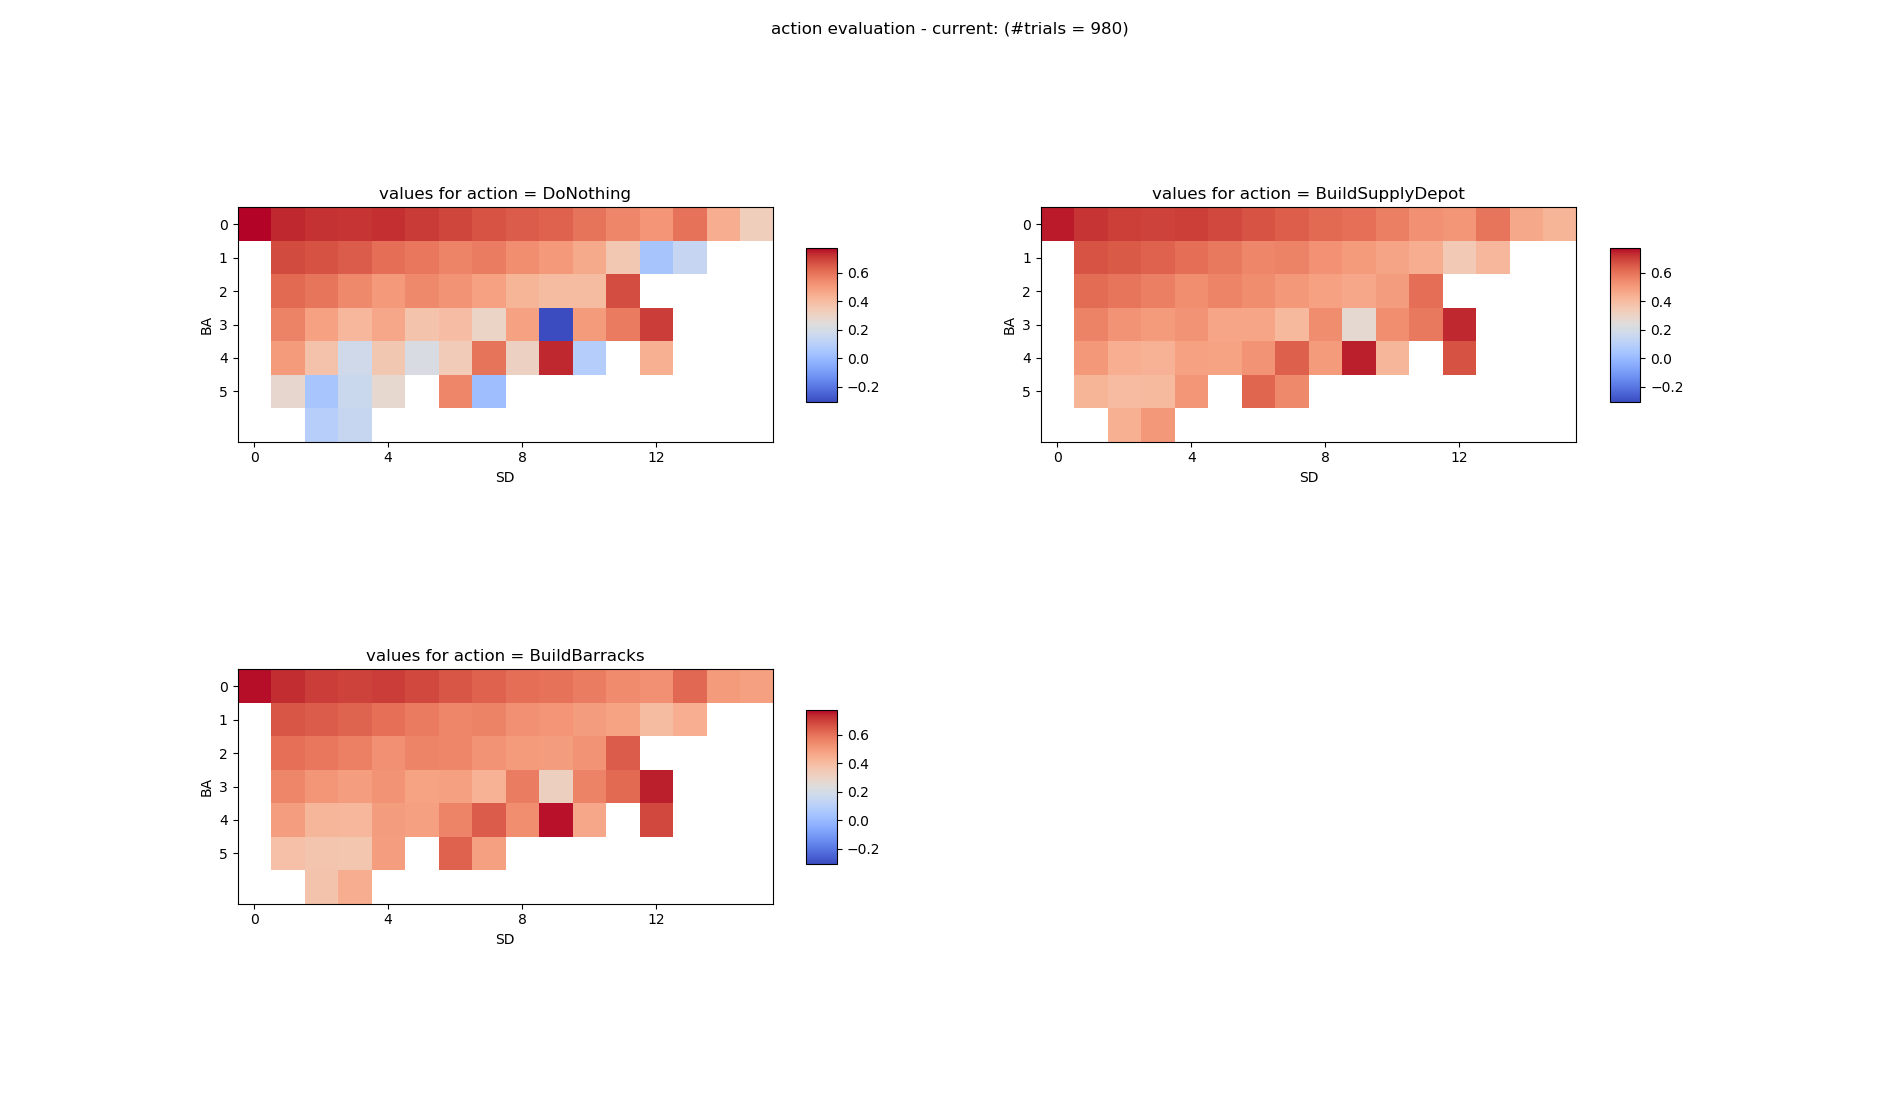 action evaluation - current: (#trials = 980)
values for action = DoNothing
0
1
2
3
4
5
BA
0 4 8 12
SD
0.6
0.4
0.2
0.0
−0.2
values for action = BuildSupplyDepot
0
1
2
3
4
5
BA
0 4 8 12
SD
0.6
0.4
0.2
0.0
−0.2
values for action = BuildBarracks
0
1
2
3
4
5
BA
0 4 8 12
SD
0.6
0.4
0.2
0.0
−0.2